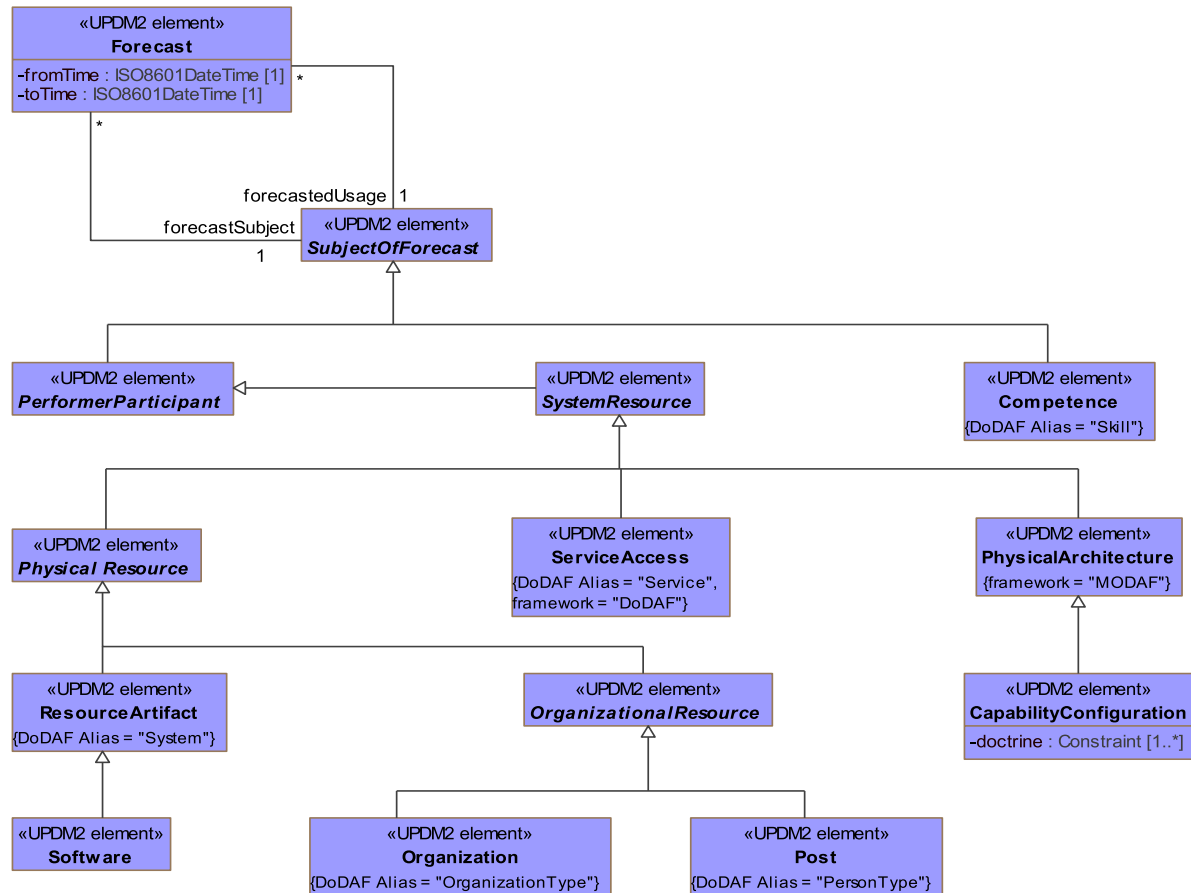 «UPDM2 element»
Forecast
-fromTime : ISO8601DateTime [1]
-toTime : ISO8601DateTime [1]
*
*
forecastedUsage 1
forecastSubject
1
«UPDM2 element»
SubjectOfForecast
«UPDM2 element»
PerformerParticipant
«UPDM2 element»
SystemResource
«UPDM2 element»
Competence
{DoDAF Alias = "Skill"}
«UPDM2 element»
Physical Resource
«UPDM2 element»
ServiceAccess
{DoDAF Alias = "Service",
framework = "DoDAF"}
«UPDM2 element»
PhysicalArchitecture
{framework = "MODAF"}
«UPDM2 element»
ResourceArtifact
{DoDAF Alias = "System"}
«UPDM2 element»
OrganizationalResource
«UPDM2 element»
CapabilityConfiguration
-doctrine : Constraint [1..*]
«UPDM2 element»
Software
«UPDM2 element»
Organization
{DoDAF Alias = "OrganizationType"}
«UPDM2 element»
Post
{DoDAF Alias = "PersonType"}